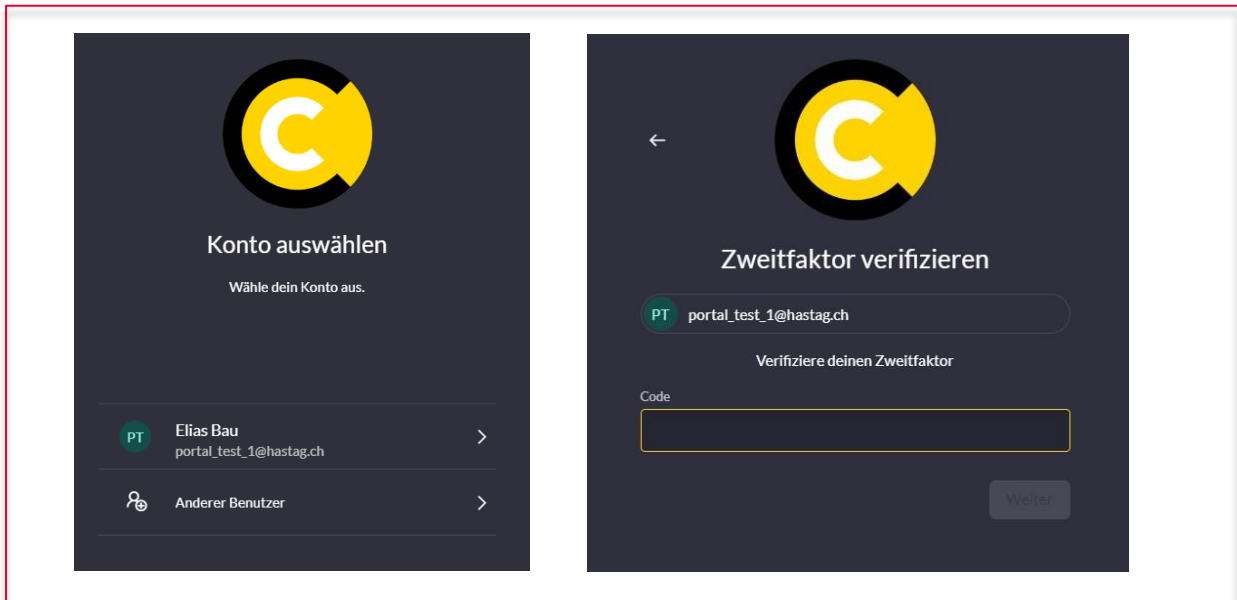 C
Konto auswählen
Wähle dein Konto aus.
PT
Elias Bau
portal_test_1@hastag.ch
Anderer Benutzer
C
Zweitfaktor verifizieren
PT portal_test_1@hastag.ch
Verifiziere deinen Zweitfaktor
Code
Weiter